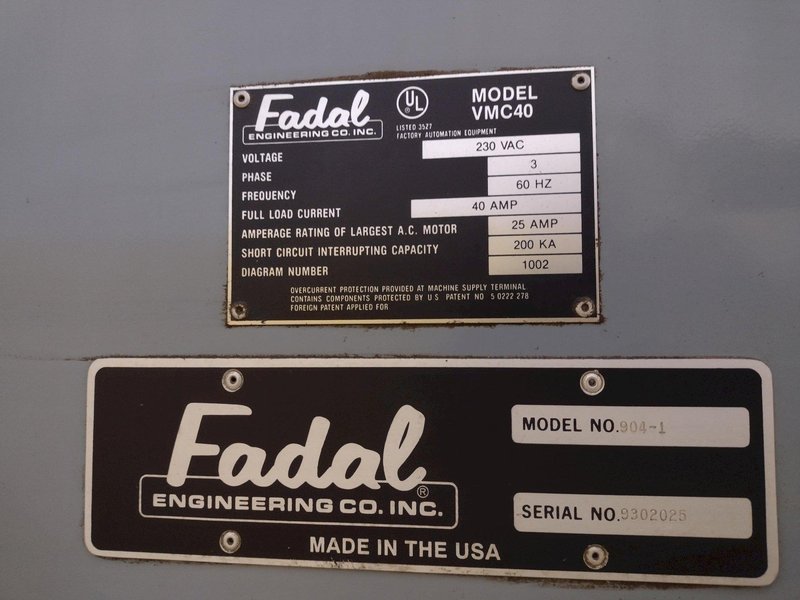 Fadal
ENGINEERING CO. INC.
UL
®
LISTED 3527
FACTORY AUTOMATION EQUIPMENT
MODEL
VMC40
VOLTAGE 230 VAC
PHASE 3
FREQUENCY 60 HZ
FULL LOAD CURRENT 40 AMP
AMPERAGE RATING OF LARGEST A.C. MOTOR 25 AMP
SHORT CIRCUIT INTERRUPTING CAPACITY 200 KA
DIAGRAM NUMBER 1002
OVERCURRENT PROTECTION PROVIDED AT MACHINE SUPPLY TERMINAL
CONTAINS COMPONENTS PROTECTED BY U S PATENT NO 5 0222 278
FOREIGN PATENT APPLIED FOR
Fadal®
ENGINEERING CO. INC.
MADE IN THE USA
MODEL NO. 904-1
SERIAL NO. 9302025